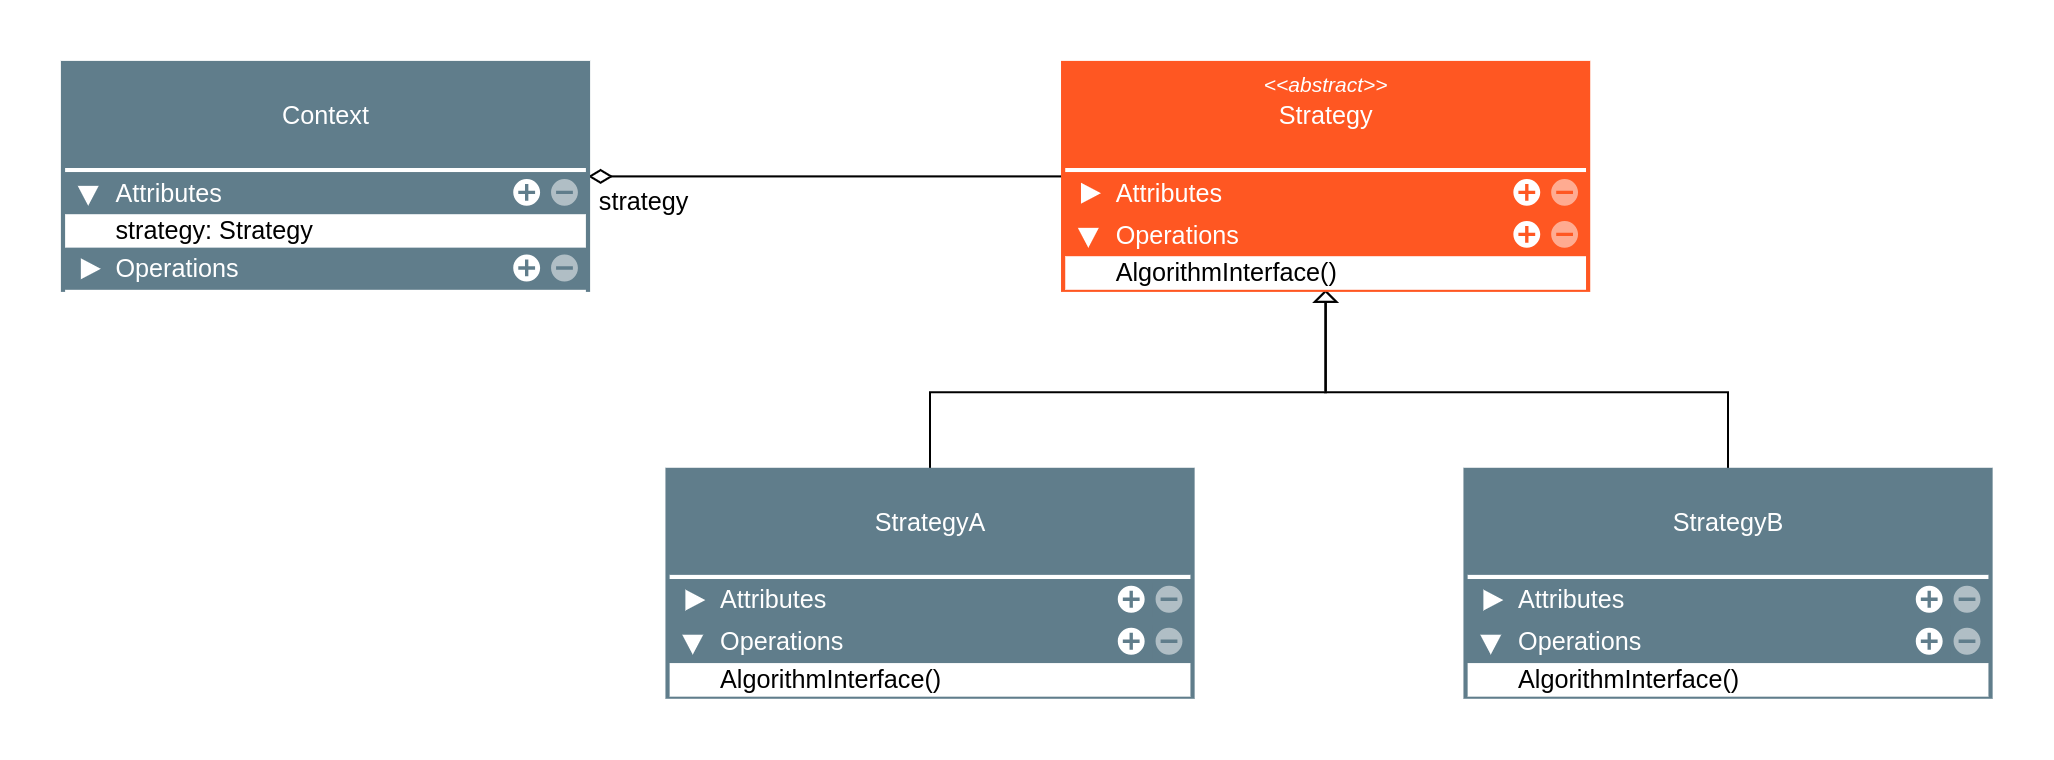 Context
Attributes
strategy: Strategy
Operations
strategy
<<abstract>>
Strategy
Attributes
Operations
AlgorithmInterface()
StrategyA
Attributes
Operations
AlgorithmInterface()
StrategyB
Attributes
Operations
AlgorithmInterface()